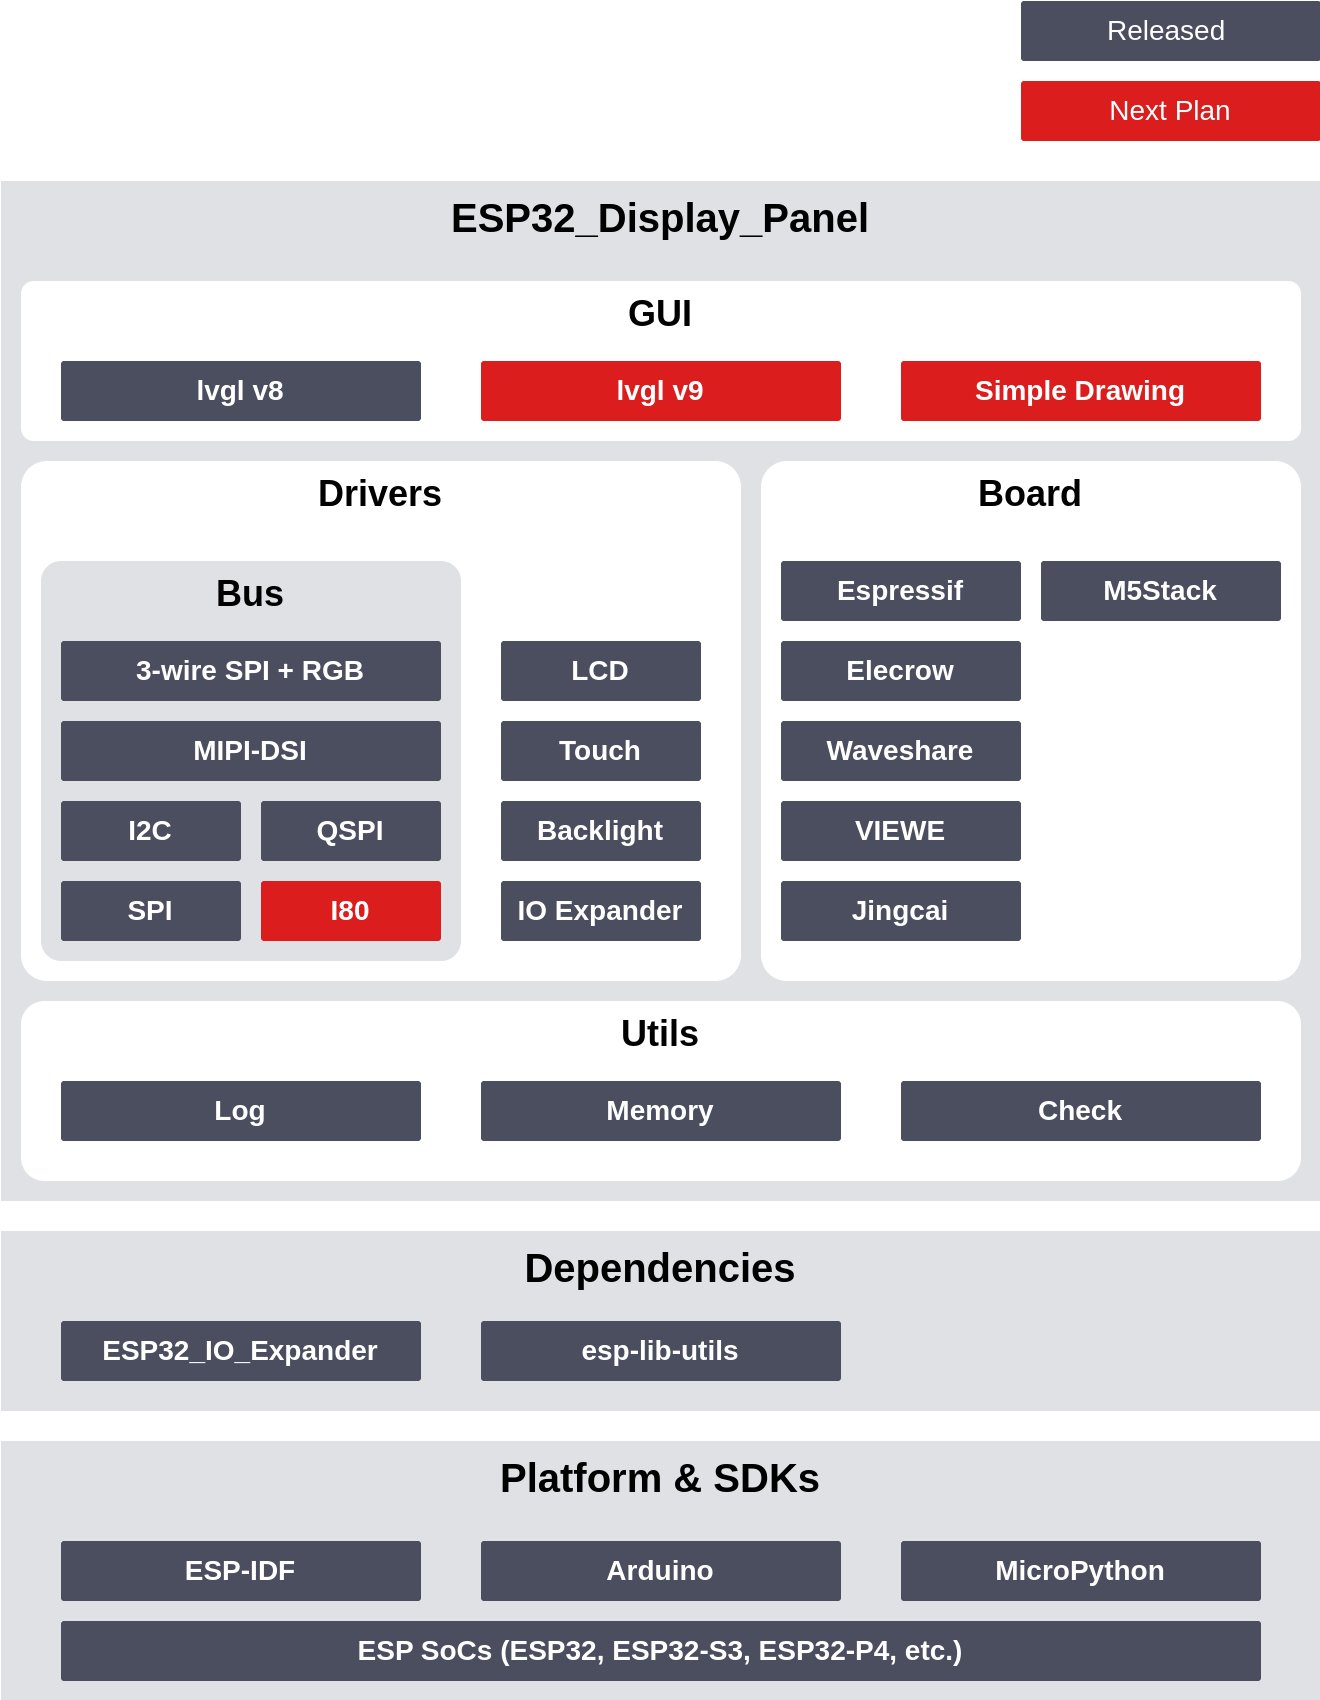 Released
Next Plan
ESP32_Display_Panel
GUI
lvgl v8
lvgl v9
Simple Drawing
Drivers
Bus
3-wire SPI + RGB
MIPI-DSI
I2C
QSPI
SPI
I80
LCD
Touch
Backlight
IO Expander
Board
Espressif
M5Stack
Elecrow
Waveshare
VIEWE
Jingcai
Utils
Log
Memory
Check
Dependencies
ESP32_IO_Expander
esp-lib-utils
Platform & SDKs
ESP-IDF
Arduino
MicroPython
ESP SoCs (ESP32, ESP32-S3, ESP32-P4, etc.)